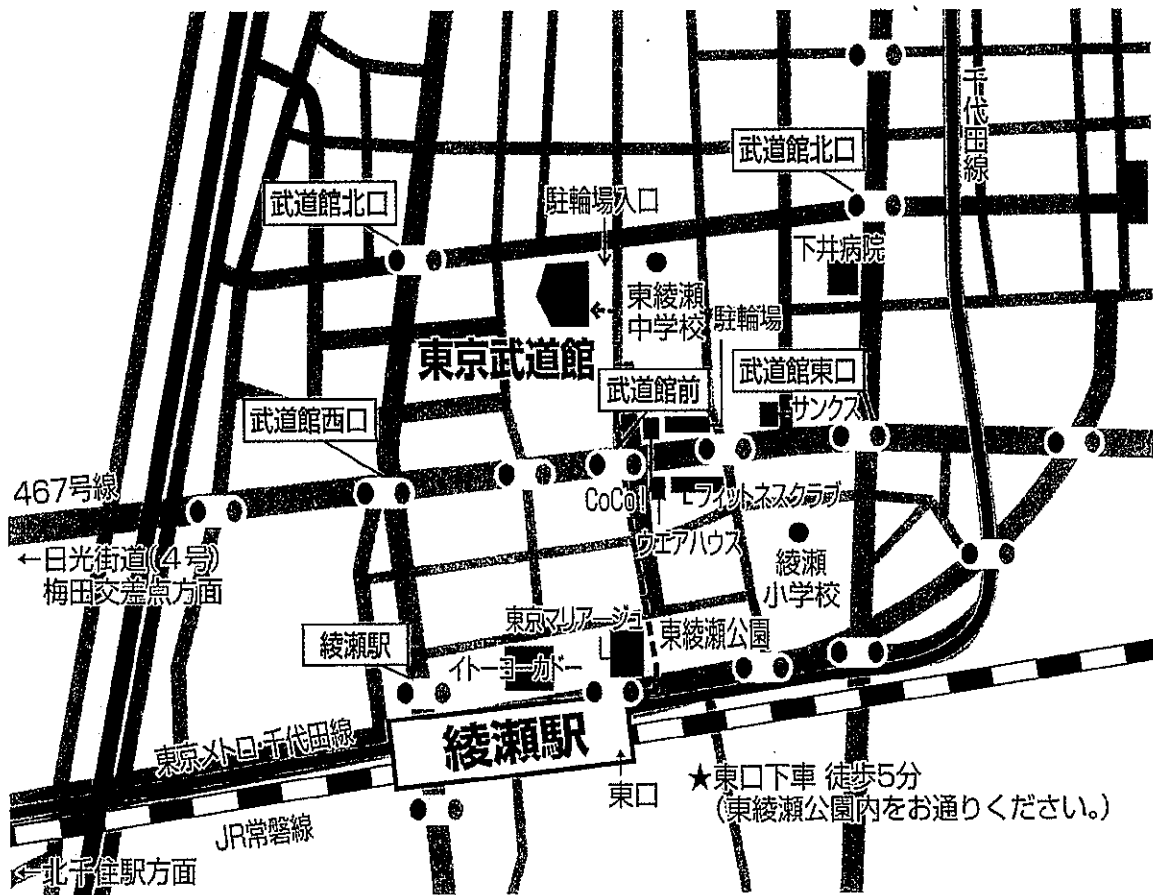 千代田線
武道館北口
武道館北口
駐輪場入口
下井病院
東綾瀬
中学校
駐輪場
東京武道館
武道館前
武道館東口
サンクス
武道館西口
467号線
CoCo1
フィットネスクラブ
←日光街道(4号)
梅田交差点方面
ウエアハウス
綾瀬
小学校
東京マリアージュ
東綾瀬公園
綾瀬駅
イトーヨーカドー
東京メトロ・千代田線
綾瀬駅
東口
★東口下車 徒歩5分
(東綾瀬公園内をお通りください。)
JR常磐線
←北千住駅方面